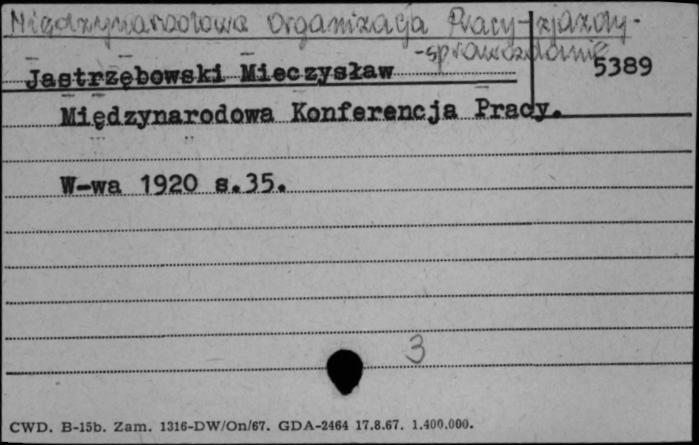 Międzynarodowa Organizacja Pracy - zjazdy -
- sprawozdanie
5389
Jastrzębowski Mieczysław
Międzynarodowa Konferencja Pracy.
W-wa 1920 s.35.
3
CWD. B-15b. Zam. 1316-DW/On/67. GDA-2464 17.8.67. 1.400.000.